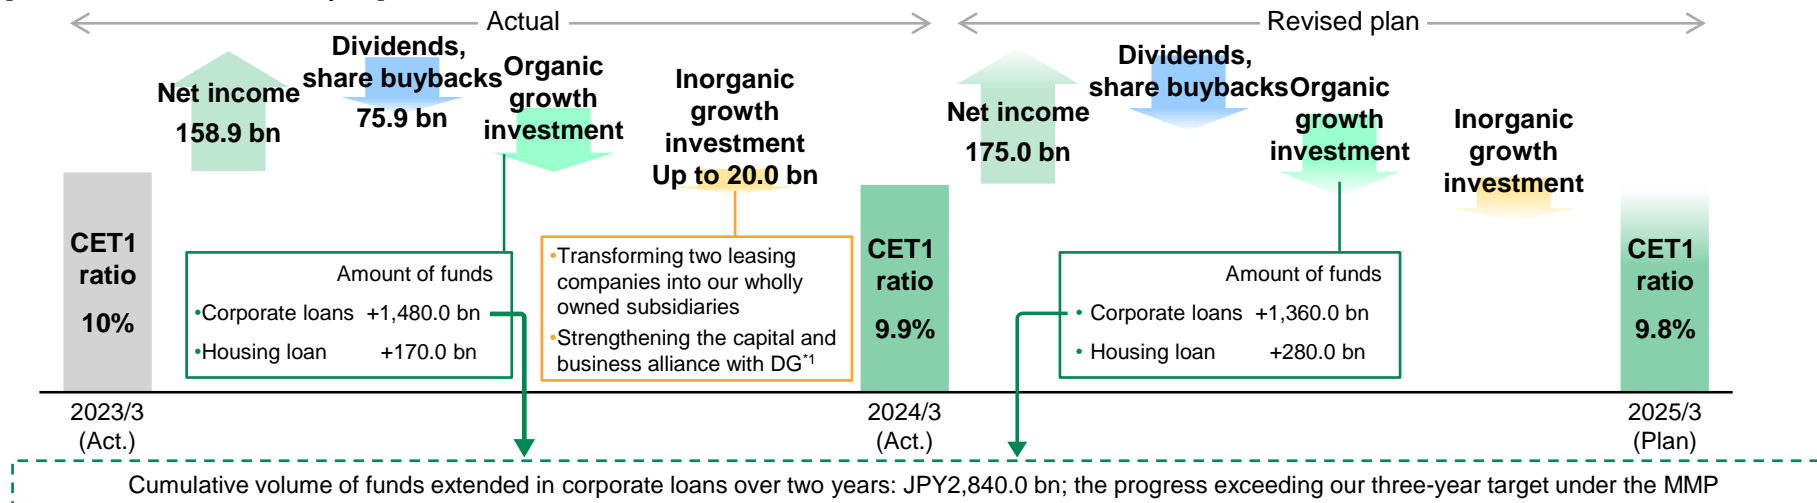 Actual
Revised plan
Net income
158.9 bn
Dividends,
share buybacks
75.9 bn
Organic
growth
investment
Inorganic
growth
investment
Up to 20.0 bn
Net income
175.0 bn
Dividends,
share buybacks
Organic
growth
investment
Inorganic
growth
investment
CET1
ratio
10%
Amount of funds
•Corporate loans +1,480.0 bn
•Housing loan +170.0 bn
•Transforming two leasing
companies into our wholly
owned subsidiaries
•Strengthening the capital and
business alliance with DG*1
CET1
ratio
9.9%
Amount of funds
• Corporate loans +1,360.0 bn
• Housing loan +280.0 bn
CET1
ratio
9.8%
2023/3
(Act.)
2024/3
(Act.)
2025/3
(Plan)
Cumulative volume of funds extended in corporate loans over two years: JPY2,840.0 bn; the progress exceeding our three-year target under the MMP